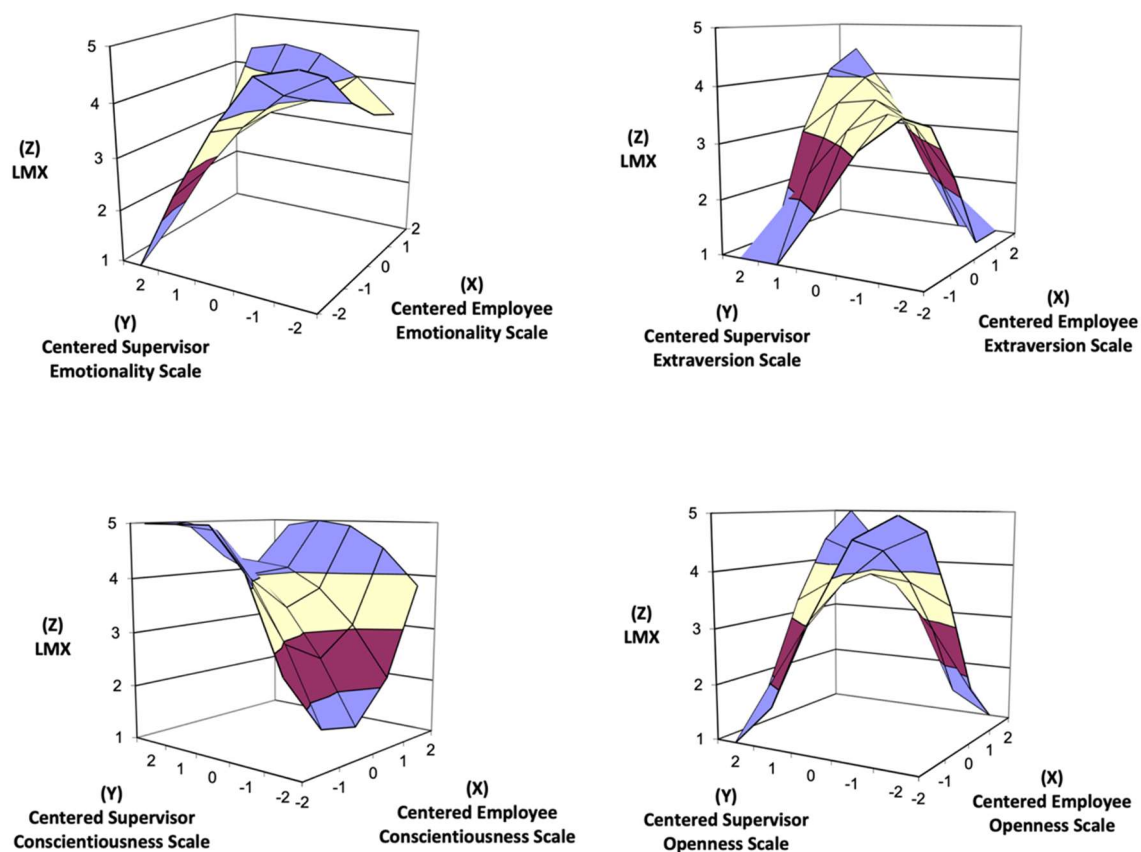 5
4
3
2
1
(Z)
LMX
2
1
0
-1
-2
(Y)
Centered Supervisor
Emotionality Scale
-2
-1
0
1
2
(X)
Centered Employee
Emotionality Scale
5
4
3
2
1
(Z)
LMX
2
1
0
-1
-2
(Y)
Centered Supervisor
Extraversion Scale
-2
-1
0
1
2
(X)
Centered Employee
Extraversion Scale
5
4
3
2
1
(Z)
LMX
2
1
0
-1
-2
(Y)
Centered Supervisor
Conscientiousness Scale
-2
-1
0
1
2
(X)
Centered Employee
Conscientiousness Scale
5
4
3
2
1
(Z)
LMX
2
1
0
-1
-2
(Y)
Centered Supervisor
Openness Scale
-2
-1
0
1
2
(X)
Centered Employee
Openness Scale